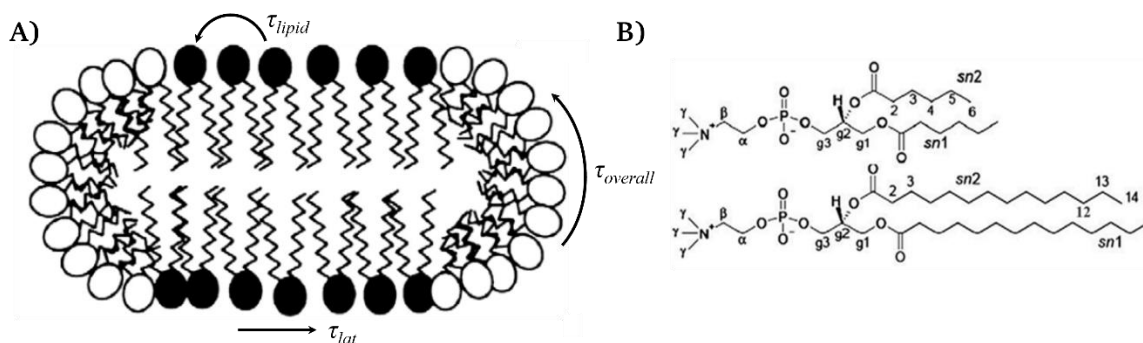 A)
τlipid
τoverall
τlat
B)
O
sn2
H
O
2
3
4
5
6
γ
γ
γ
N+
β
α
O
O
P
O-
O
g3
g2
g1
O
O
sn1
O
sn2
H
O
2
3
12
13
14
γ
γ
γ
N+
β
α
O
O
P
O-
O
g3
g2
g1
O
O
sn1